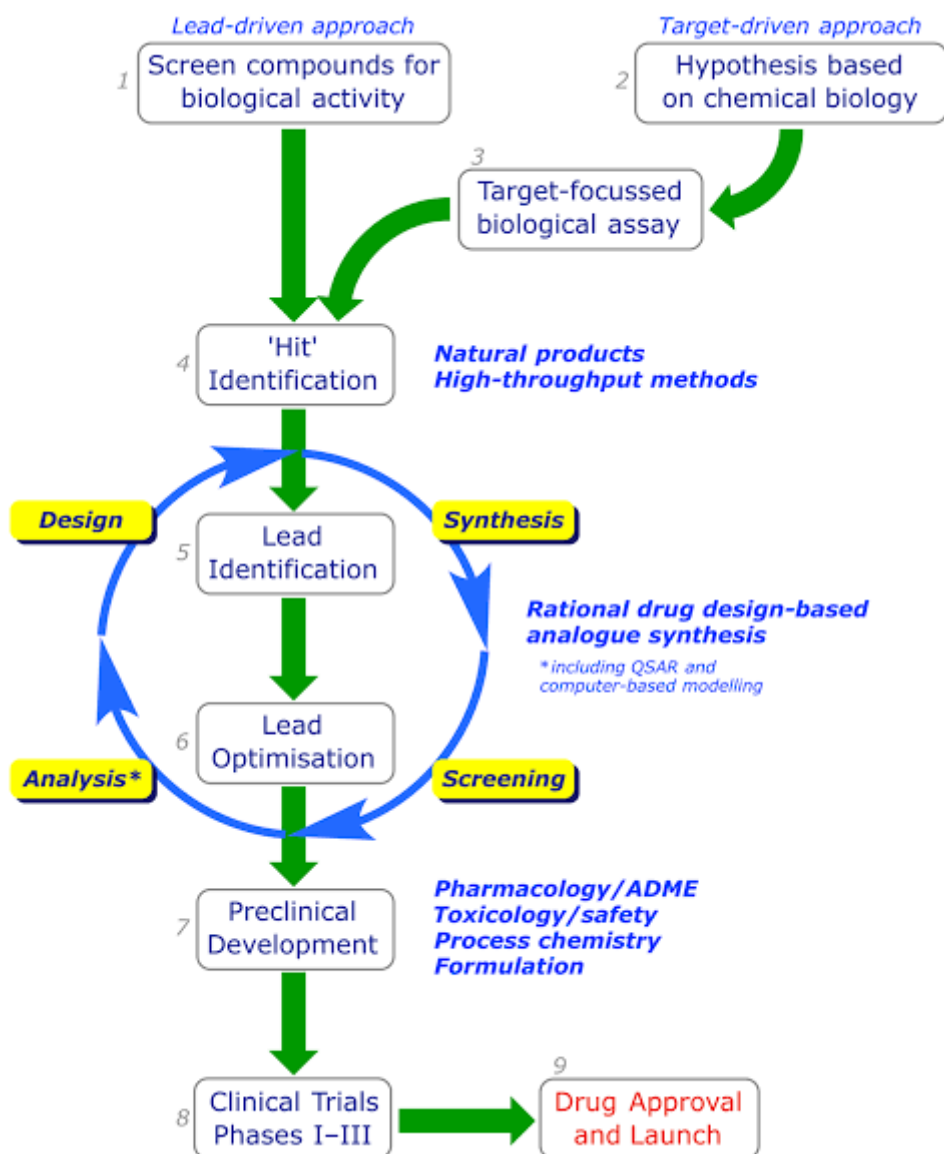 Lead-driven approach
Target-driven approach
1
Screen compounds for
biological activity
2
Hypothesis based
on chemical biology
3
Target-focussed
biological assay
4
'Hit'
Identification
Natural products
High-throughput methods
Design
Synthesis
5
Lead
Identification
Rational drug design-based
analogue synthesis
*including QSAR and
computer-based modelling
6
Lead
Optimisation
Analysis*
Screening
7
Preclinical
Development
Pharmacology/ADME
Toxicology/safety
Process chemistry
Formulation
8
Clinical Trials
Phases I–III
9
Drug Approval
and Launch